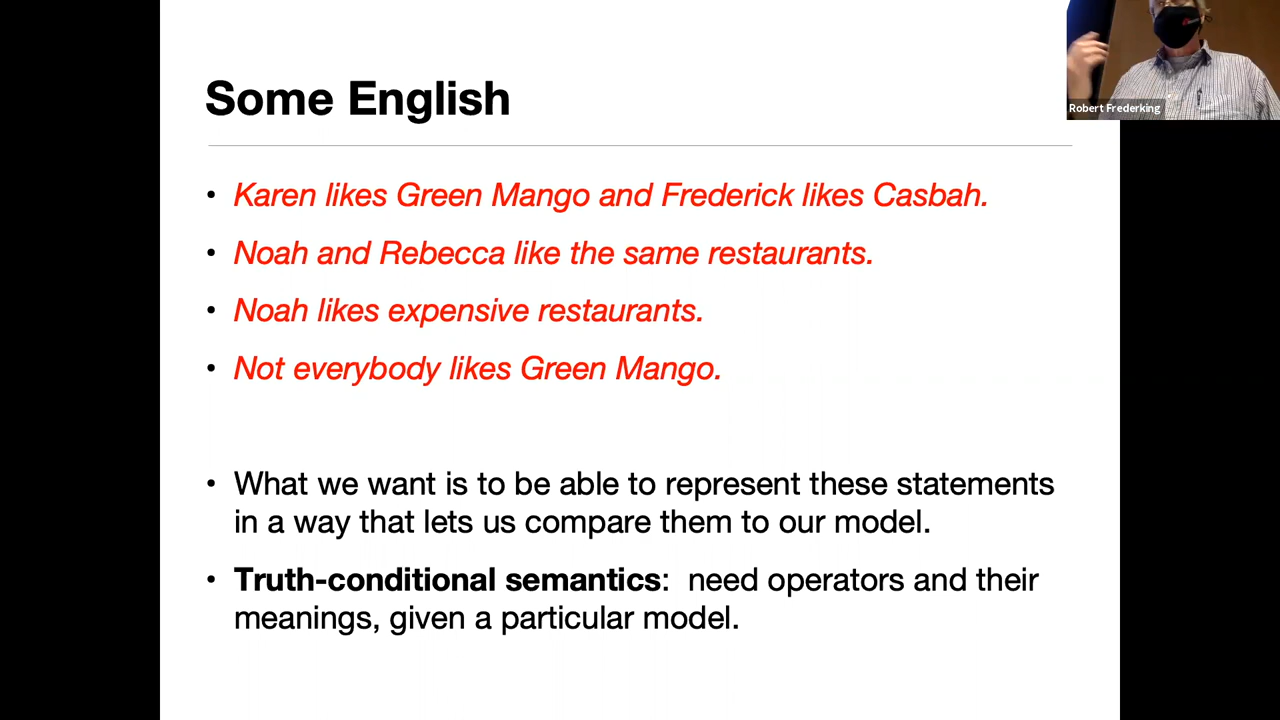 Some English
Robert Frederking
• Karen likes Green Mango and Frederick likes Casbah.
• Noah and Rebecca like the same restaurants.
• Noah likes expensive restaurants.
• Not everybody likes Green Mango.
• What we want is to be able to represent these statements
in a way that lets us compare them to our model.
• Truth-conditional semantics: need operators and their
meanings, given a particular model.